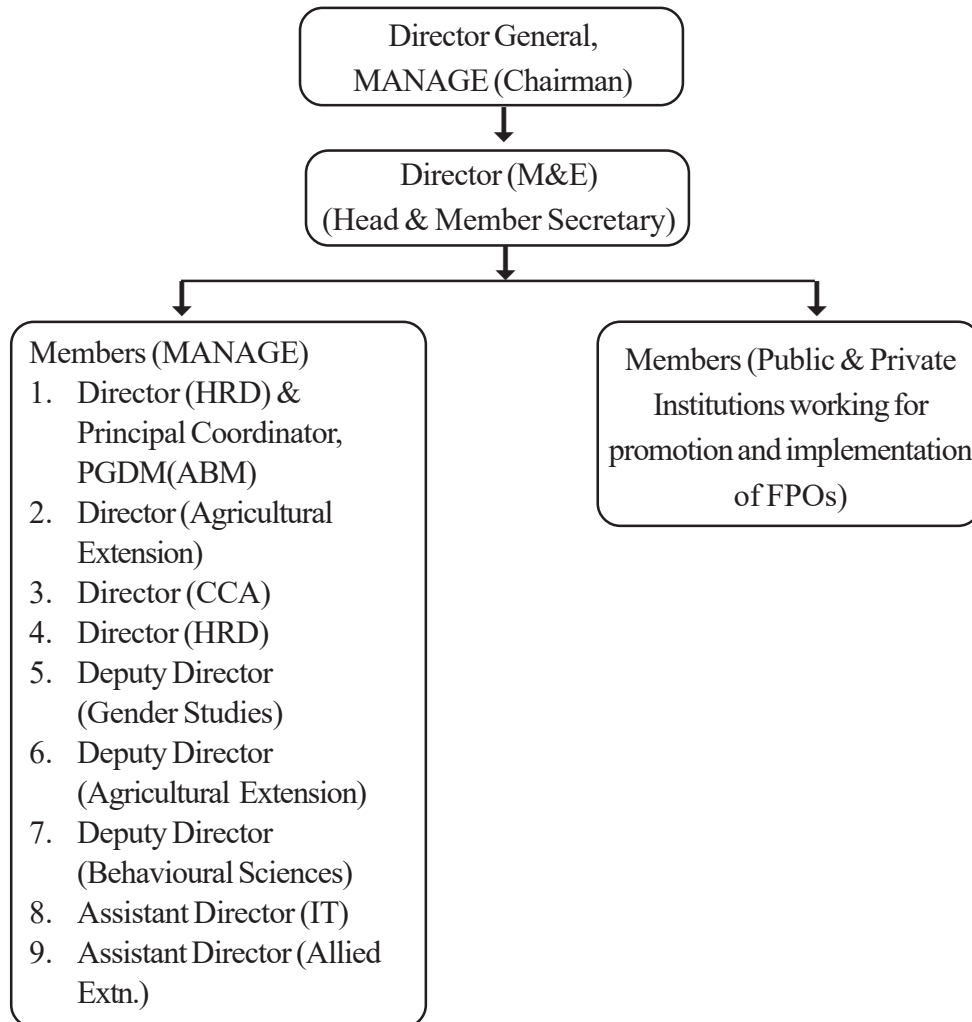 Director General,
MANAGE (Chairman)
Director (M&E)
(Head & Member Secretary)
Members (MANAGE)
1. Director (HRD) &
Principal Coordinator,
PGDM(ABM)
2. Director (Agricultural
Extension)
3. Director (CCA)
4. Director (HRD)
5. Deputy Director
(Gender Studies)
6. Deputy Director
(Agricultural Extension)
7. Deputy Director
(Behavioural Sciences)
8. Assistant Director (IT)
9. Assistant Director (Allied
Extn.)
Members (Public & Private
Institutions working for
promotion and implementation
of FPOs)